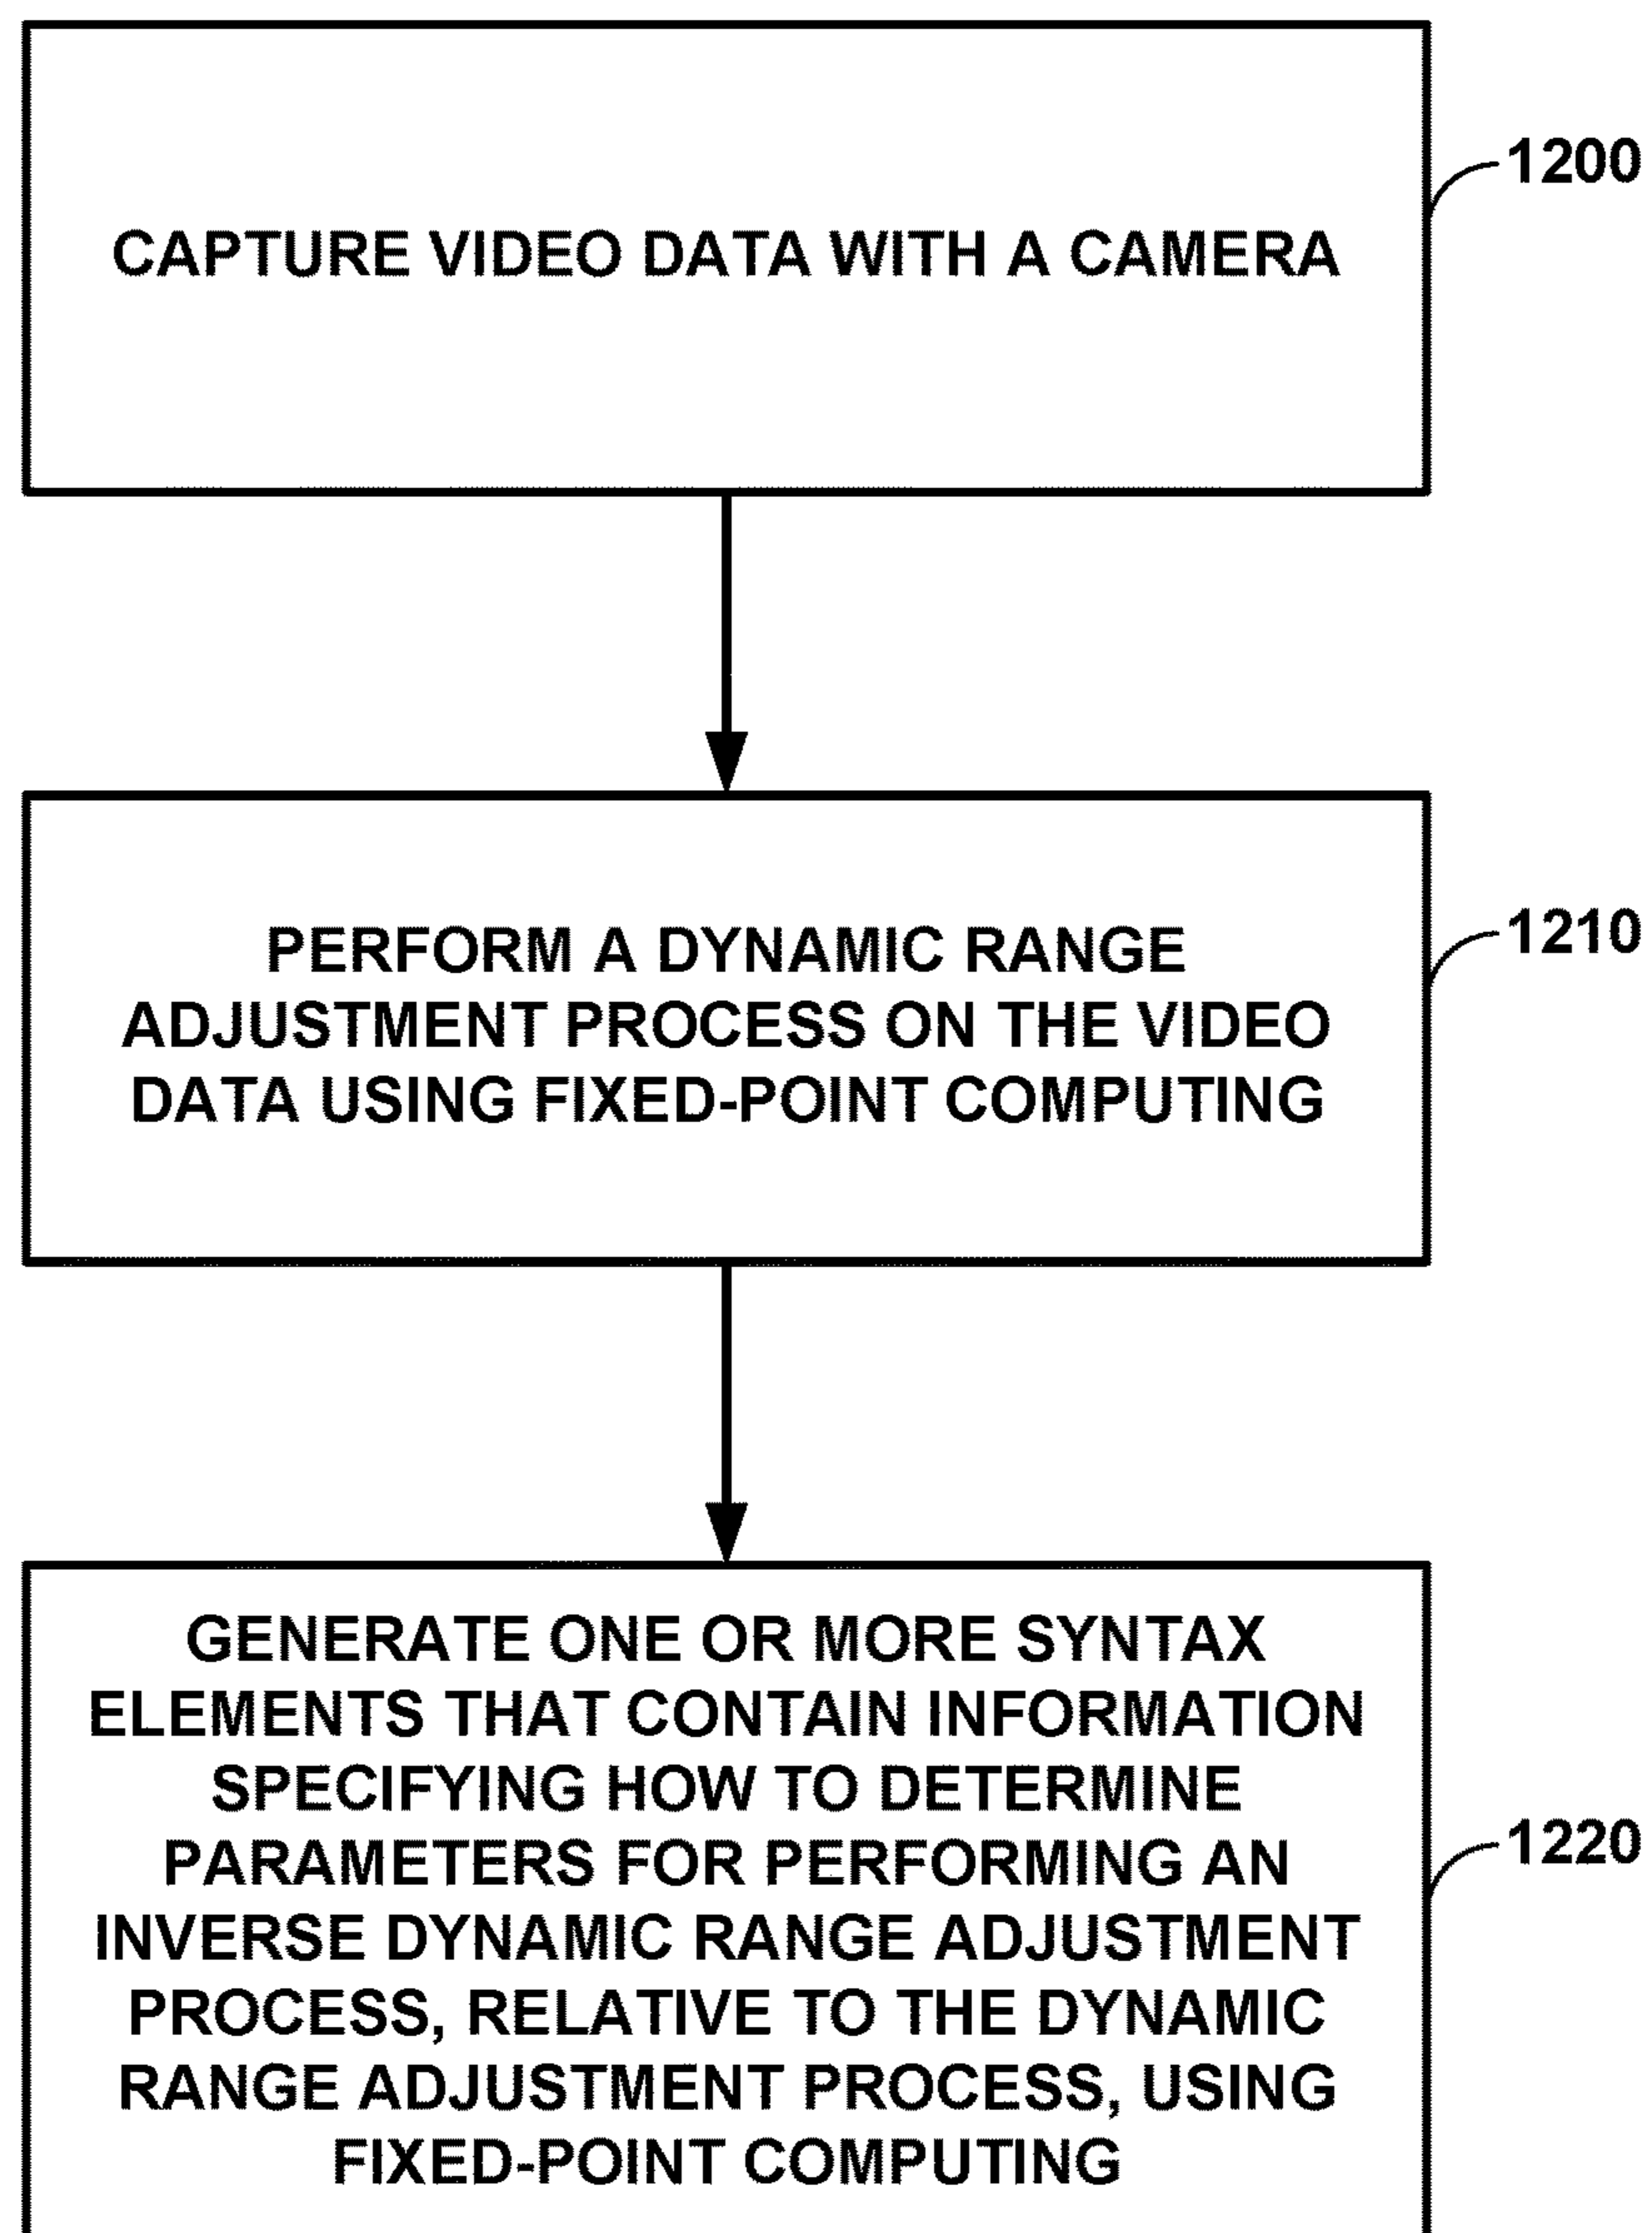 CAPTURE VIDEO DATA WITH A CAMERA
1200
PERFORM A DYNAMIC RANGE
ADJUSTMENT PROCESS ON THE VIDEO
DATA USING FIXED-POINT COMPUTING
1210
GENERATE ONE OR MORE SYNTAX
ELEMENTS THAT CONTAIN INFORMATION
SPECIFYING HOW TO DETERMINE
PARAMETERS FOR PERFORMING AN
INVERSE DYNAMIC RANGE ADJUSTMENT
PROCESS, RELATIVE TO THE DYNAMIC
RANGE ADJUSTMENT PROCESS, USING
FIXED-POINT COMPUTING
1220